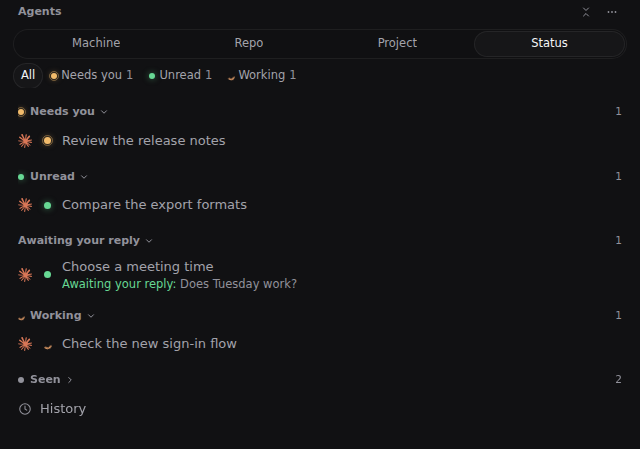 Agents
Machine Repo Project Status
All Needs you 1 Unread 1 Working 1
Needs you 1
Review the release notes
Unread 1
Compare the export formats
Awaiting your reply 1
Choose a meeting time
Awaiting your reply: Does Tuesday work?
Working 1
Check the new sign-in flow
Seen 2
History